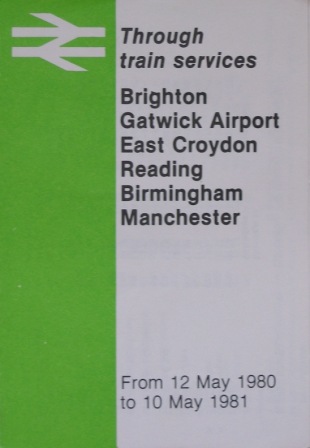 Through
train services
Brighton
Gatwick Airport
East Croydon
Reading
Birmingham
Manchester
From 12 May 1980
to 10 May 1981